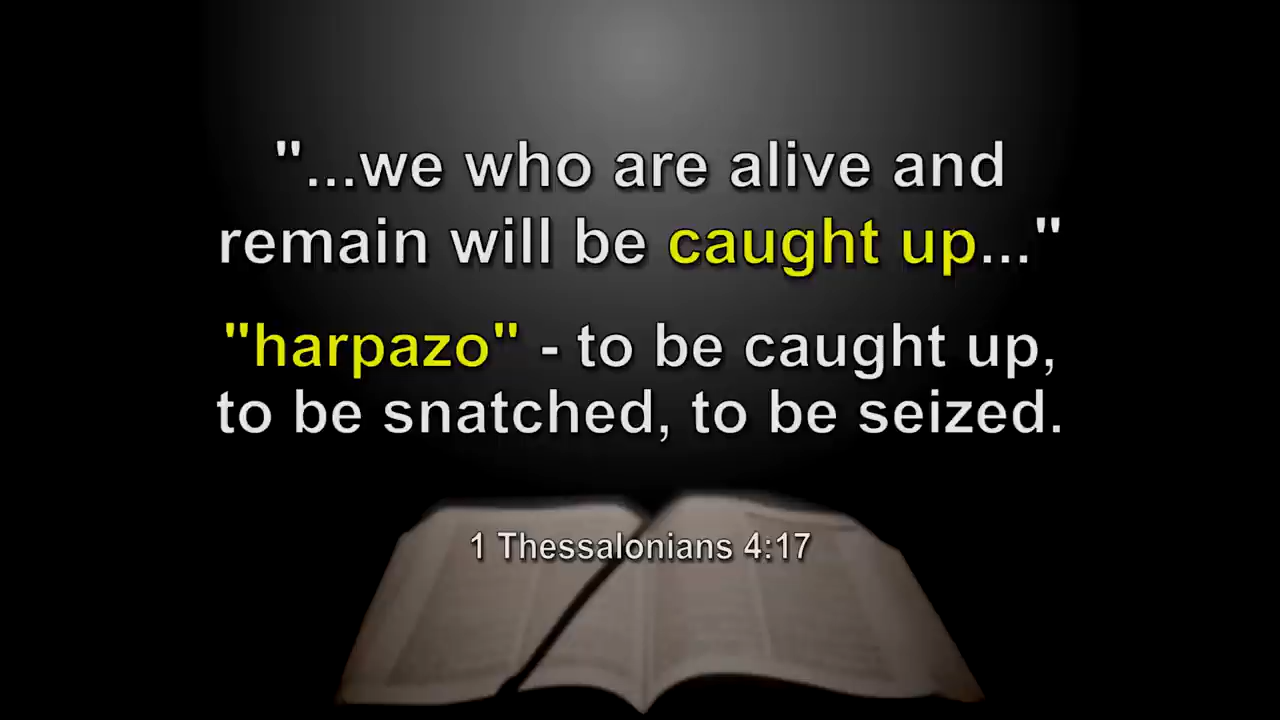 "...we who are alive and
remain will be caught up..."
"harpazo" - to be caught up,
to be snatched, to be seized.
1 Thessalonians 4:17